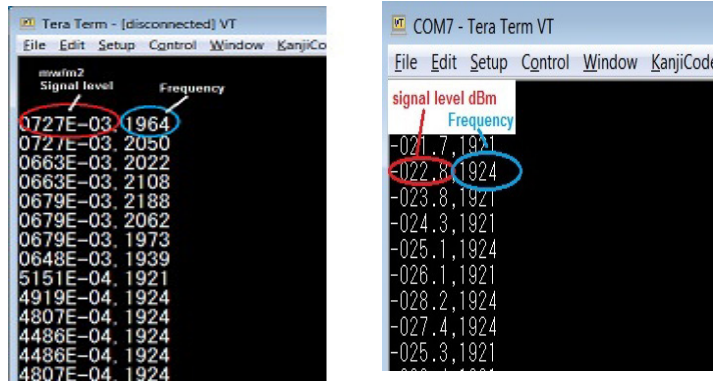 Tera Term - [disconnected] VT
File Edit Setup Control Window KanjiCo
mw/m2
Signal level
Frequency
0727E-03, 1964
0727E-03, 2050
0663E-03, 2022
0663E-03, 2108
0679E-03, 2188
0679E-03, 2062
0679E-03, 1973
0648E-03, 1939
5151E-04, 1921
4919E-04, 1924
4807E-04, 1924
4486E-04, 1924
4486E-04, 1924
4807E-04, 1924
COM7 - Tera Term VT
File Edit Setup Control Window KanjiCode
signal level dBm
Frequency
-021.7,1921
-022.8,1924
-023.8,1921
-024.3,1921
-025.1,1924
-026.1,1921
-028.2,1924
-027.4,1924
-025.3,1921